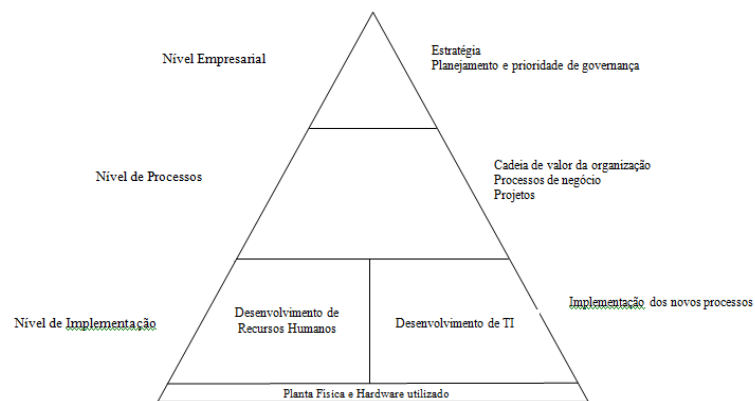 Nível Empresarial
Estratégia
Planejamento e prioridade de governança
Nível de Processos
Cadeia de valor da organização
Processos de negócio
Projetos
Nível de Implementação
Desenvolvimento de
Recursos Humanos
Desenvolvimento de TI
Implementação dos novos processos
Planta Física e Hardware utilizado